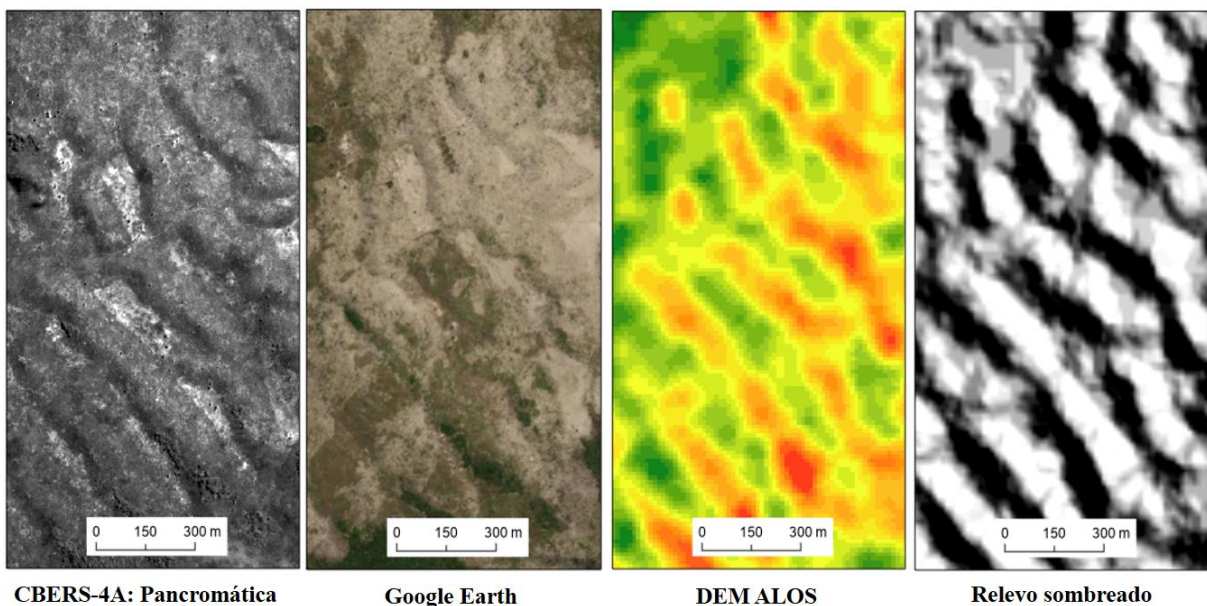 0 150 300 m
0 150 300 m
0 150 300 m
0 150 300 m
CBERS-4A: Pancromática
Google Earth
DEM ALOS
Relevo sombreado